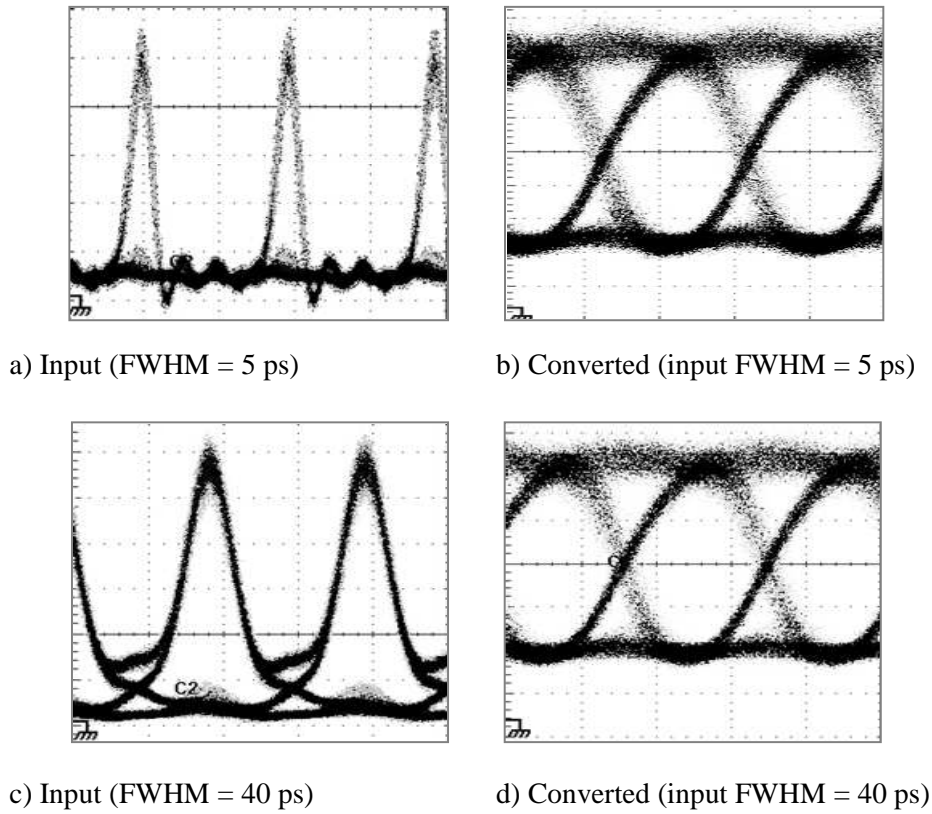 a) Input (FWHM = 5 ps)
b) Converted (input FWHM = 5 ps)
C2
c) Input (FWHM = 40 ps)
d) Converted (input FWHM = 40 ps)